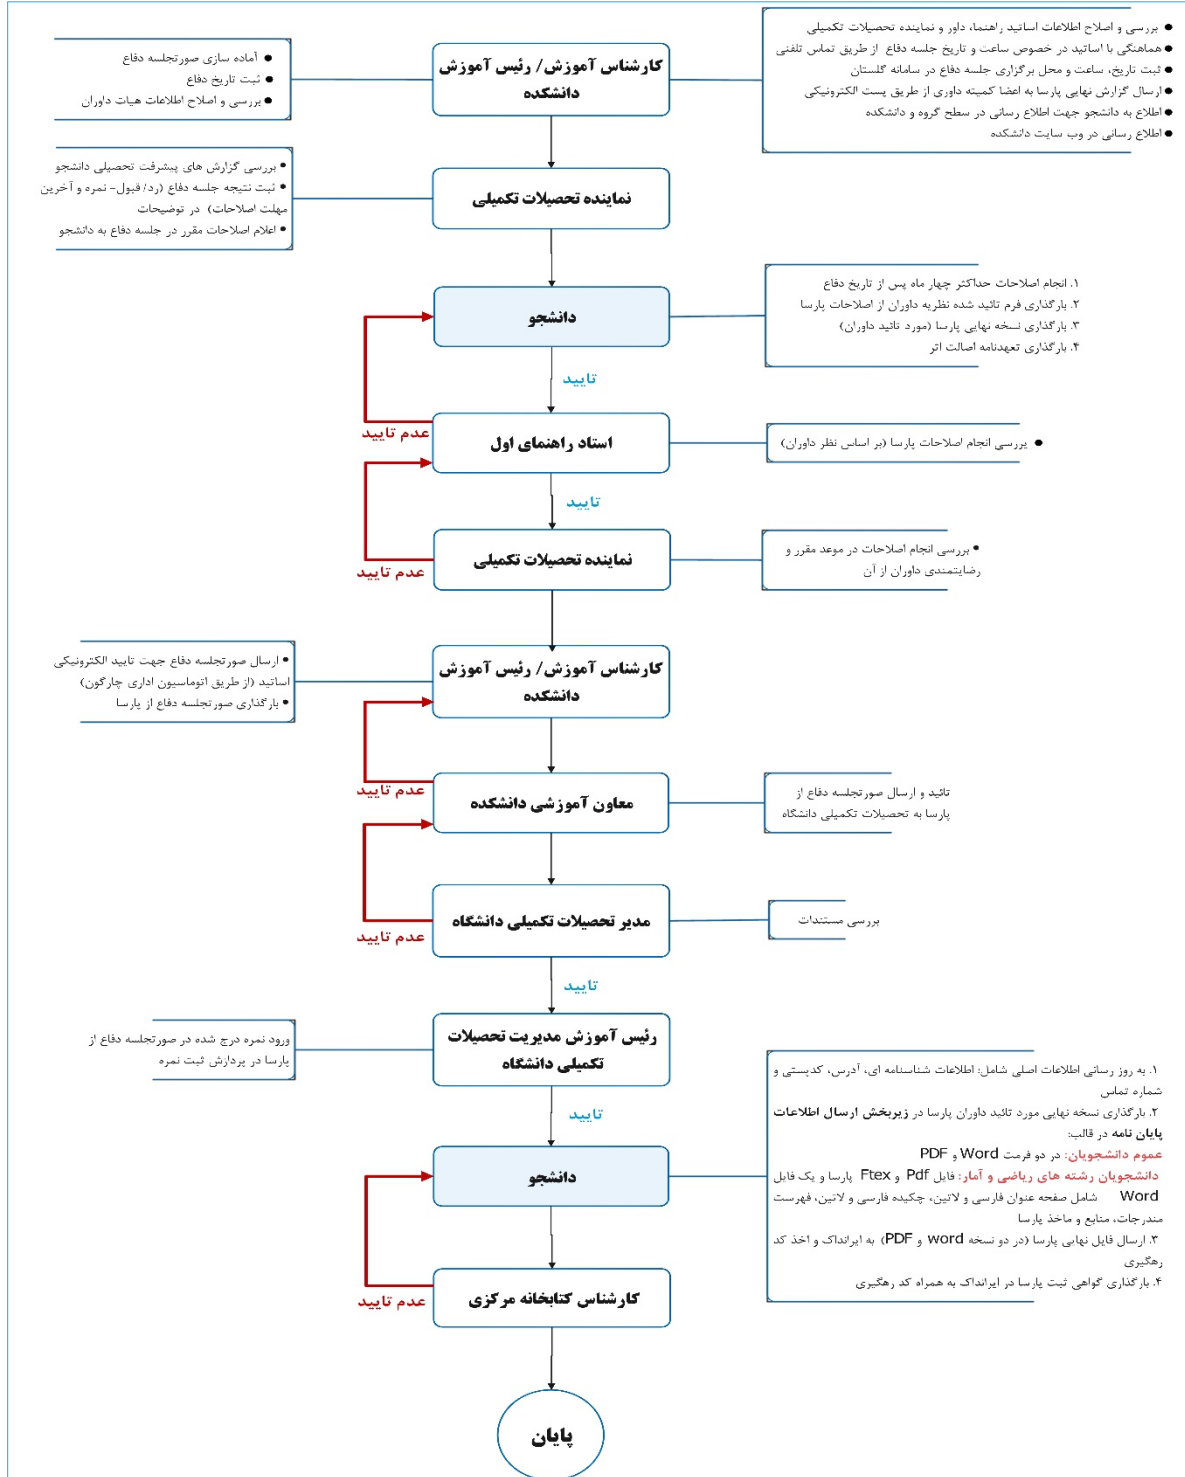 ● بررسی و اصلاح اطلاعات اساتید راهنما، داور و نماینده تحصیلات تکمیلی
● هماهنگی با اساتید در خصوص ساعت و تاریخ جلسه دفاع از طریق تماس تلفنی
● ثبت تاریخ، ساعت و محل برگزاری جلسه دفاع در سامانه گلستان
● ارسال گزارش نهایی پارسا به اعضا کمیته داوری از طریق پست الکترونیکی
● اطلاع به دانشجو جهت اطلاع رسانی در سطح گروه و دانشکده
● اطلاع رسانی در وب سایت دانشکده
کارشناس آموزش/ رئیس آموزش
دانشکده
● آماده سازی صورتجلسه دفاع
● ثبت تاریخ دفاع
● بررسی و اصلاح اطلاعات هیات داوران
نماینده تحصیلات تکمیلی
● بررسی گزارش های پیشرفت تحصیلی دانشجو
● ثبت نتیجه جلسه دفاع (رد/ قبول- نمره و آخرین
مهلت اصلاحات) در توضیحات
● اعلام اصلاحات مقرر در جلسه دفاع به دانشجو
دانشجو
۱. انجام اصلاحات حداکثر چهار ماه پس از تاریخ دفاع
۲. بارگذاری فرم تائید شده نظریه داوران از اصلاحات پارسا
۳. بارگذاری نسخه نهایی پارسا (مورد تائید داوران)
۴. بارگذاری تعهدنامه اصالت اثر
تایید
عدم تایید
استاد راهنمای اول
● بررسی انجام اصلاحات پارسا (بر اساس نظر داوران)
تایید
نماینده تحصیلات تکمیلی
عدم تایید
● بررسی انجام اصلاحات در موعد مقرر و
رضایتمندی داوران از آن
کارشناس آموزش/ رئیس آموزش
دانشکده
● ارسال صورتجلسه دفاع جهت تایید الکترونیکی
اساتید (از طریق اتوماسیون اداری چارگون)
● بارگذاری صورتجلسه دفاع از پارسا
معاون آموزشی دانشکده
عدم تایید
تائید و ارسال صورتجلسه دفاع از
پارسا به تحصیلات تکمیلی دانشگاه
مدیر تحصیلات تکمیلی دانشگاه
عدم تایید
بررسی مستندات
تایید
رئیس آموزش مدیریت تحصیلات
تکمیلی دانشگاه
ورود نمره درج شده در صورتجلسه دفاع از
پارسا در پردازش ثبت نمره
تایید
دانشجو
۱. به روز رسانی اطلاعات اصلی شامل: اطلاعات شناسنامه ای، آدرس، کدپستی و
شماره تماس
۲. بارگذاری نسخه نهایی مورد تائید داوران پارسا در زیربخش ارسال اطلاعات
پایان نامه در قالب:
عموم دانشجویان: در دو فرمت Word و PDF
دانشجویان رشته های ریاضی و آمار: فایل Pdf و Ftex پارسا و یک فایل
Word شامل صفحه عنوان فارسی و لاتین، چکیده فارسی و لاتین، فهرست
مندرجات، منابع و ماخذ پارسا
۳. ارسال فایل نهایی پارسا (در دو نسخه word و PDF) به ایرانداک و اخذ کد
رهگیری
۴. بارگذاری گواهی ثبت پارسا در ایرانداک به همراه کد رهگیری
کارشناس کتابخانه مرکزی
عدم تایید
پایان